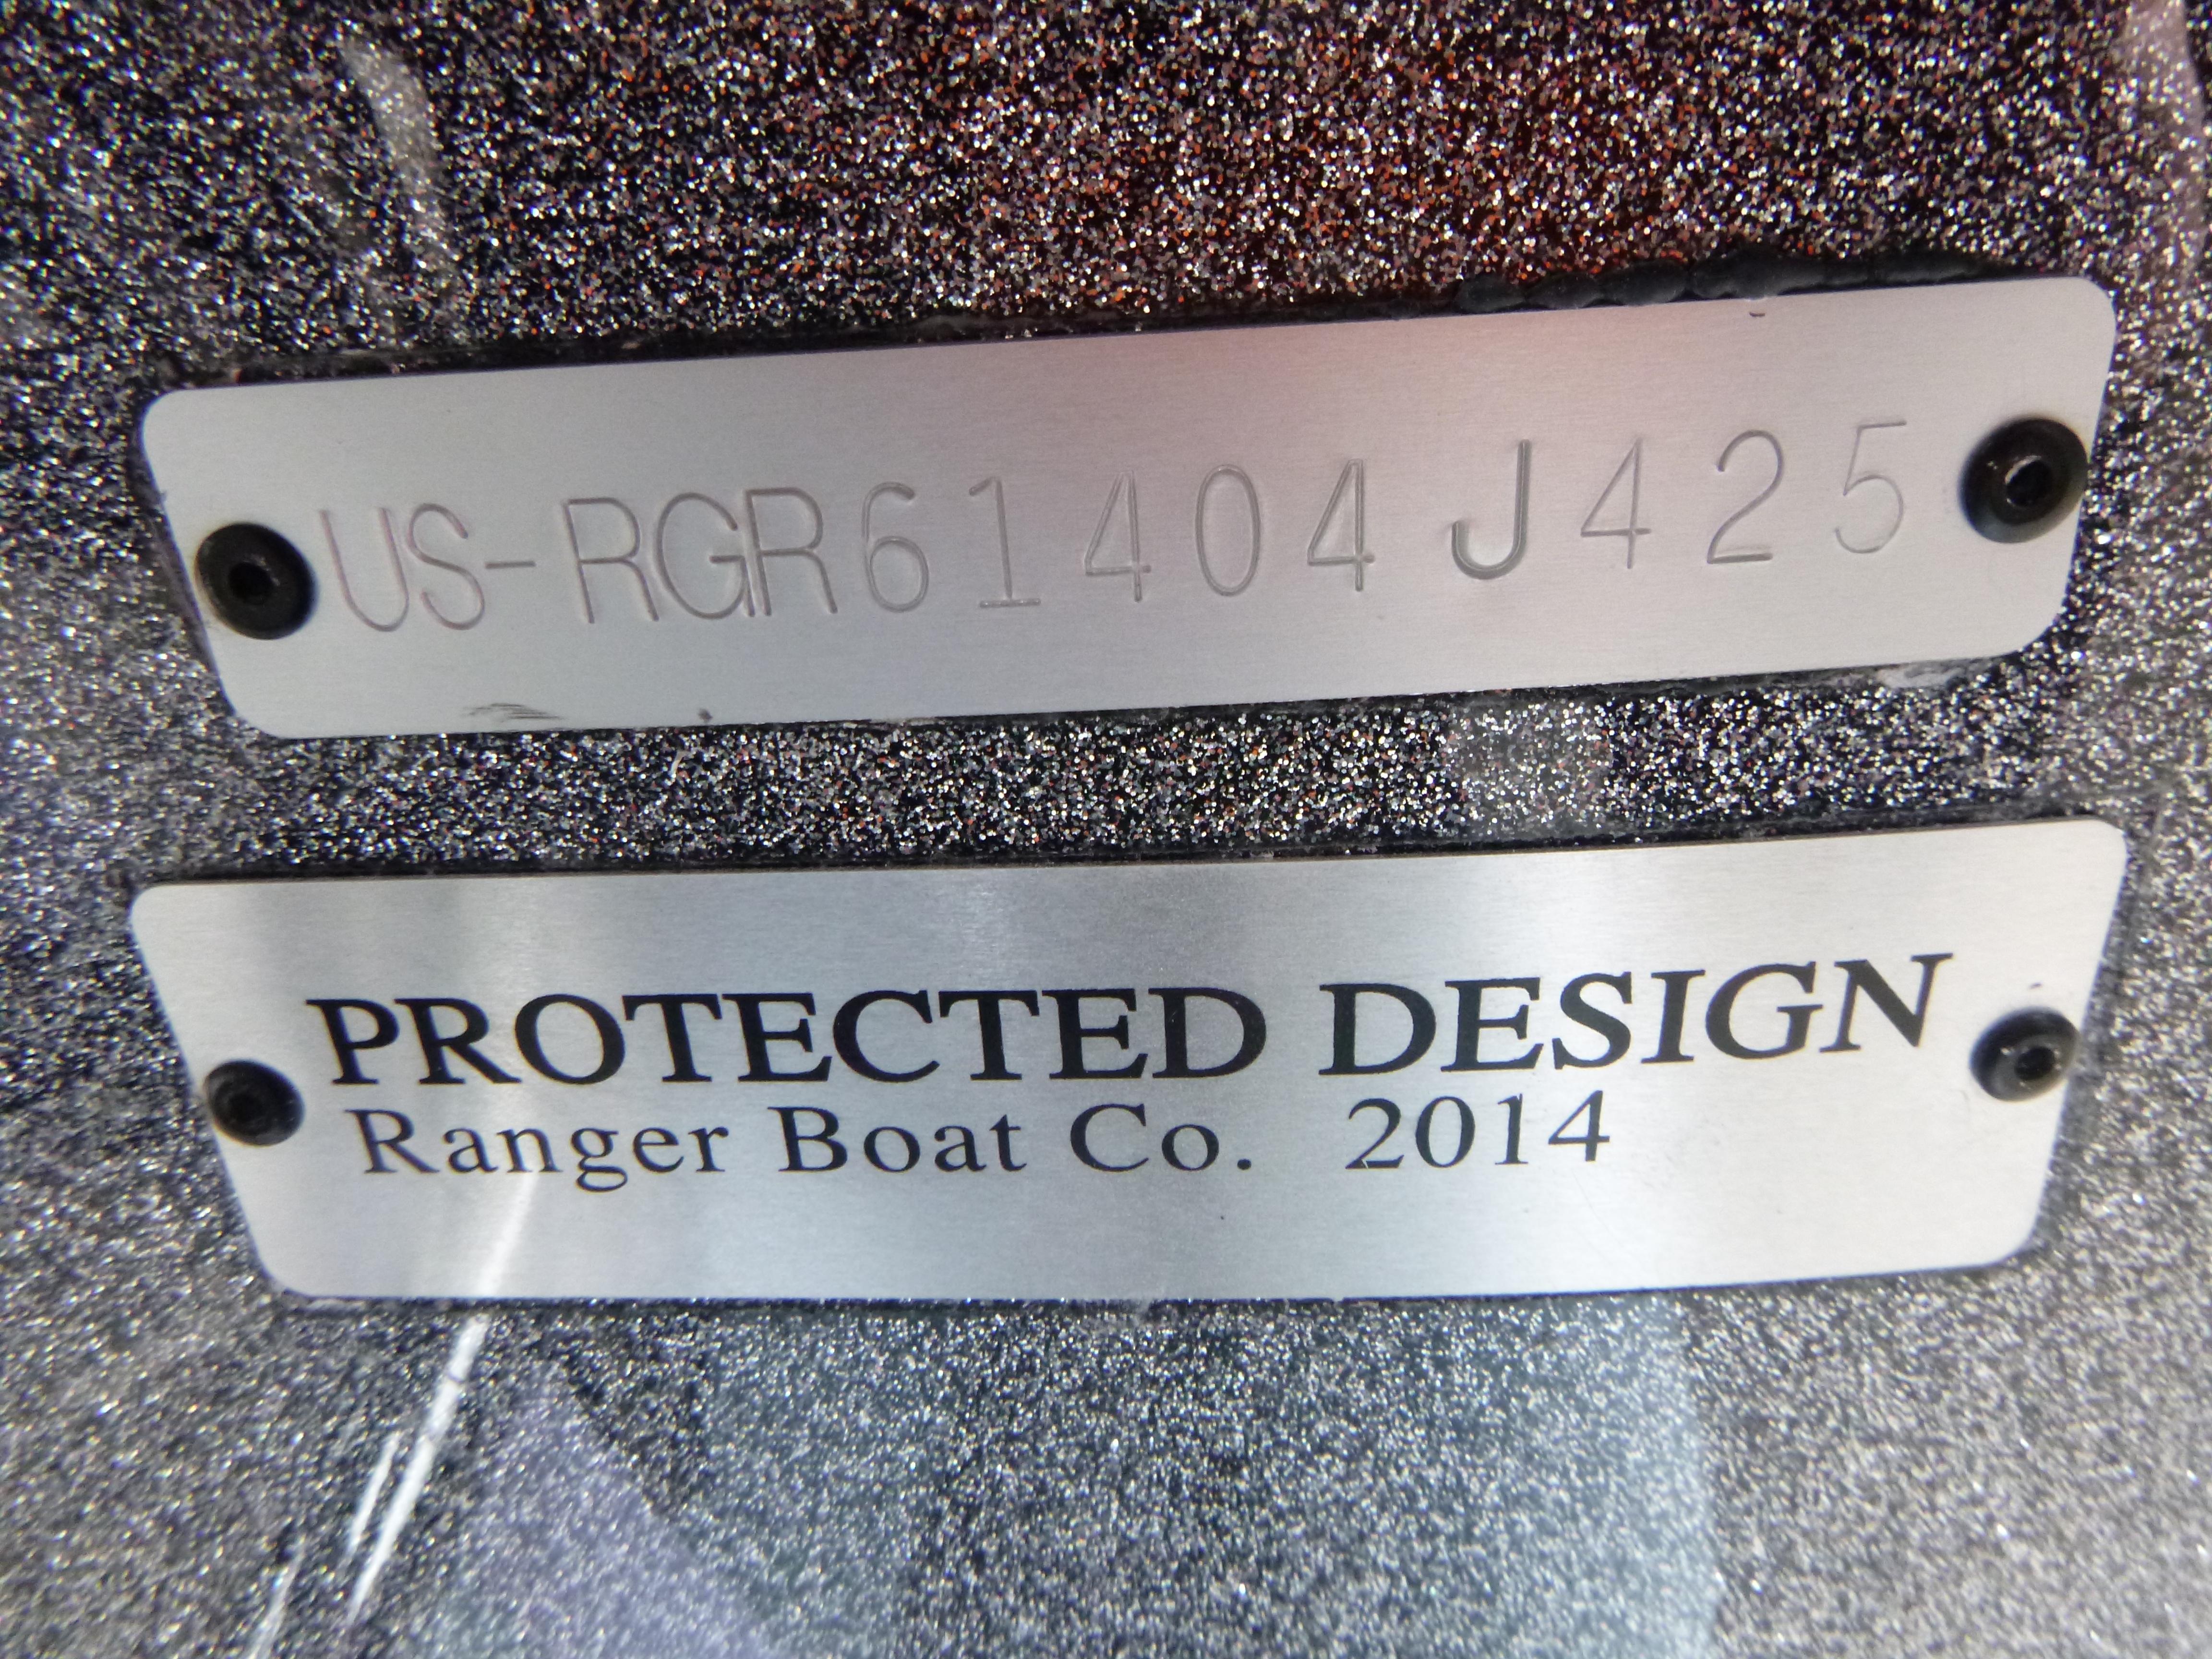 US-RGR61404J425
PROTECTED DESIGN
Ranger Boat Co. 2014